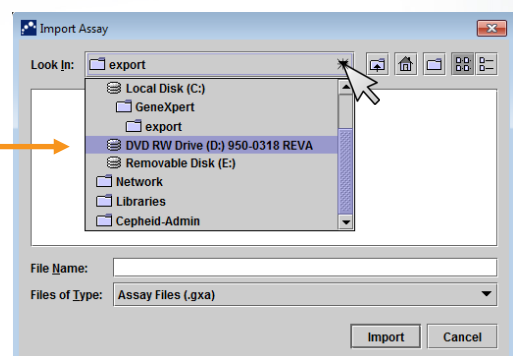 Import Assay
Look In: export
Local Disk (C:)
GeneXpert
export
DVD RW Drive (D:) 950-0318 REVA
Removable Disk (E:)
Network
Libraries
Cepheid-Admin
File Name:
Files of Type: Assay Files (.gxa)
Import Cancel